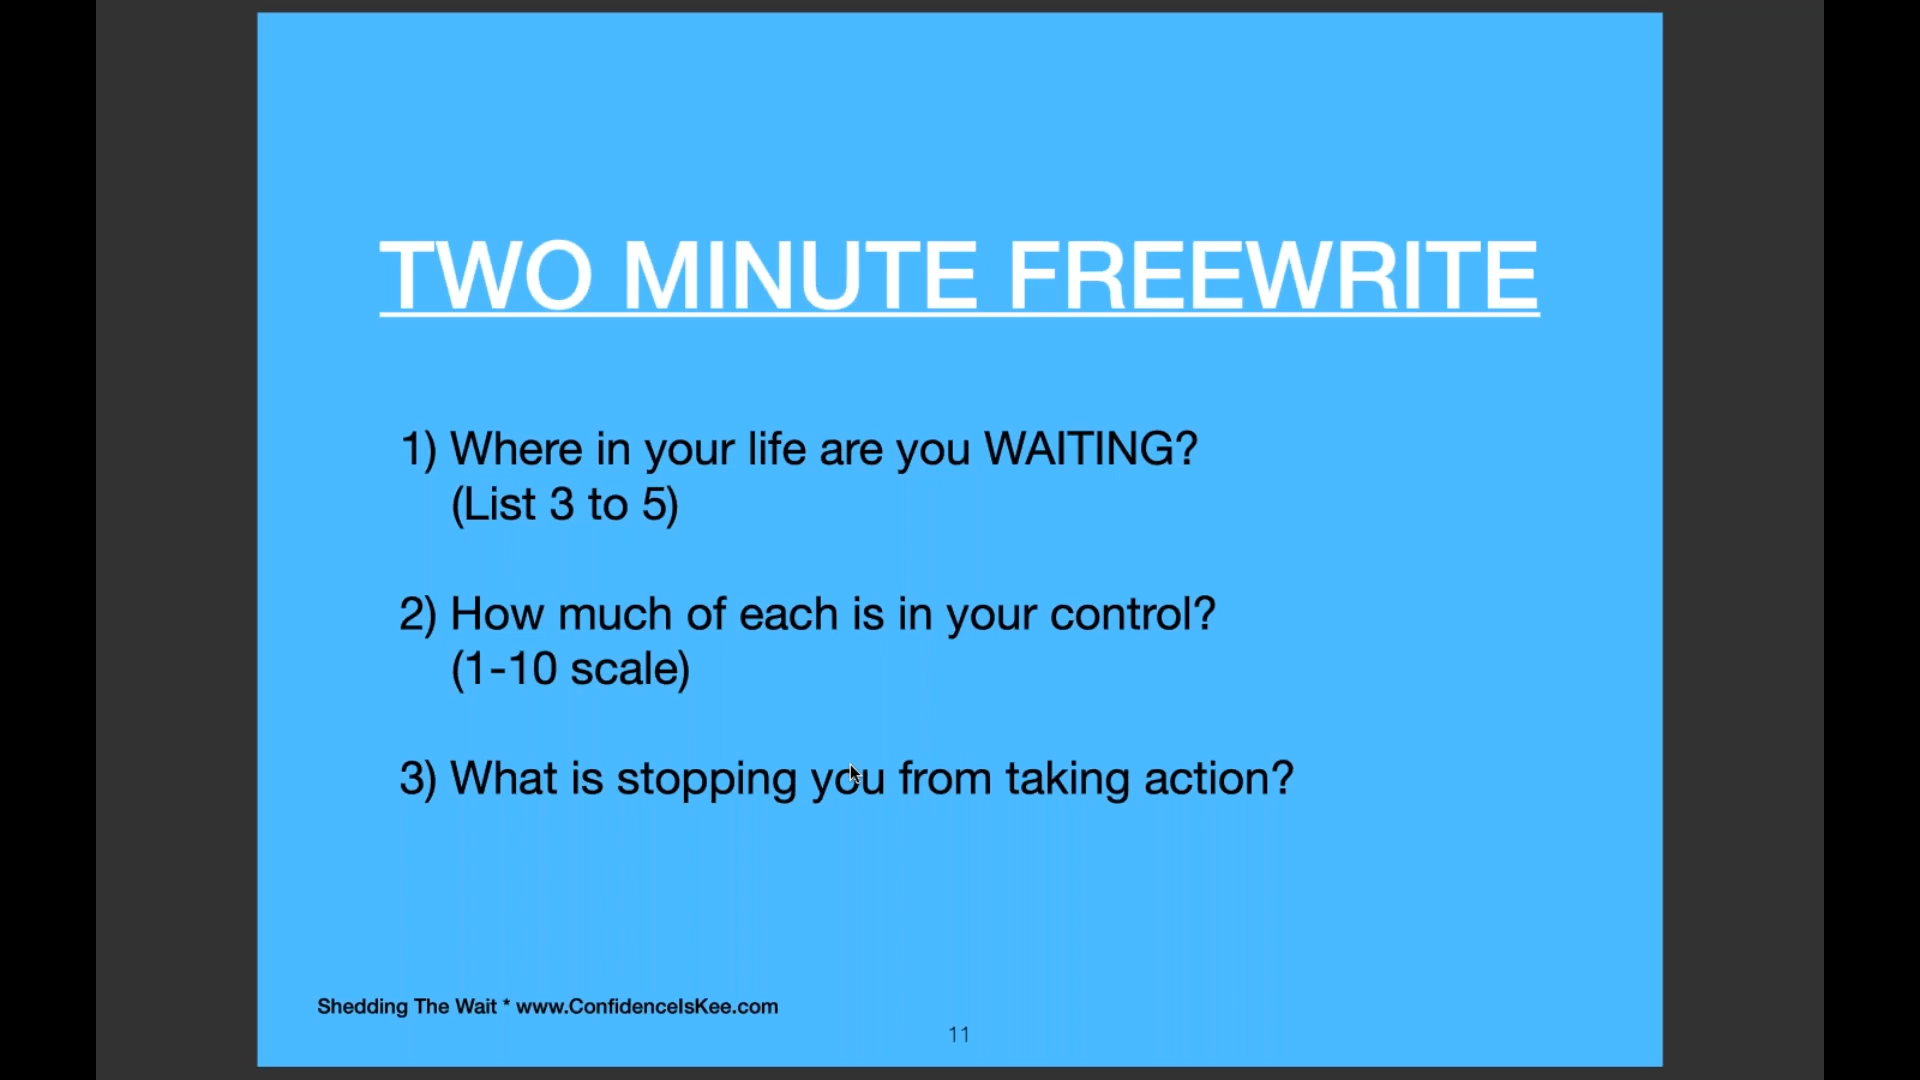 TWO MINUTE FREEWRITE
1) Where in your life are you WAITING?
(List 3 to 5)
2) How much of each is in your control?
(1-10 scale)
3) What is stopping you from taking action?
Shedding The Wait * www.ConfidenceIsKee.com
11